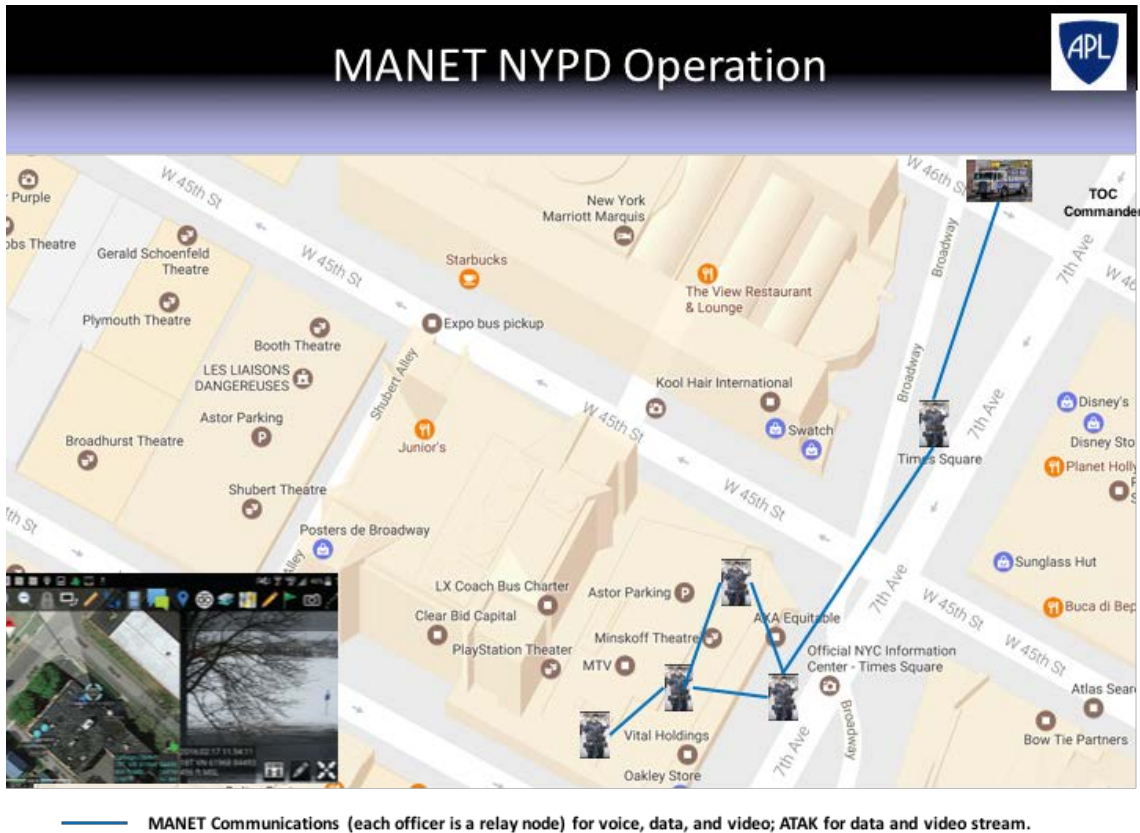 MANET NYPD Operation
APL
W 45th St
W 46th St
TOC
Commander
Purple
New York
Marriott Marquis
obs Theatre
Gerald Schoenfeld
Theatre
W 45th St
Starbucks
Broadway
7th Ave
W 46
The View Restaurant
& Lounge
Plymouth Theatre
Expo bus pickup
Booth Theatre
LES LIAISONS
DANGEREUSES
Shubert Alley
Kool Hair International
Broadway
7th Ave
Disney's
Astor Parking
W 45th St
Swatch
Disney Sto
Broadhurst Theatre
Junior's
Times Square
Planet Holly
Shubert Theatre
W 45th St
th St
Posters de Broadway
Alley
Sunglass Hut
LX Coach Bus Charter
Astor Parking
7th Ave
W 45th St
Buca di Bep
Clear Bid Capital
AXA Equitable
Minskoff Theatre
PlayStation Theater
MTV
Official NYC Information
Center - Times Square
Atlas Sear
Vital Holdings
Broadway
Bow Tie Partners
7th Ave
Oakley Store
MANET Communications (each officer is a relay node) for voice, data, and video; ATAK for data and video stream.